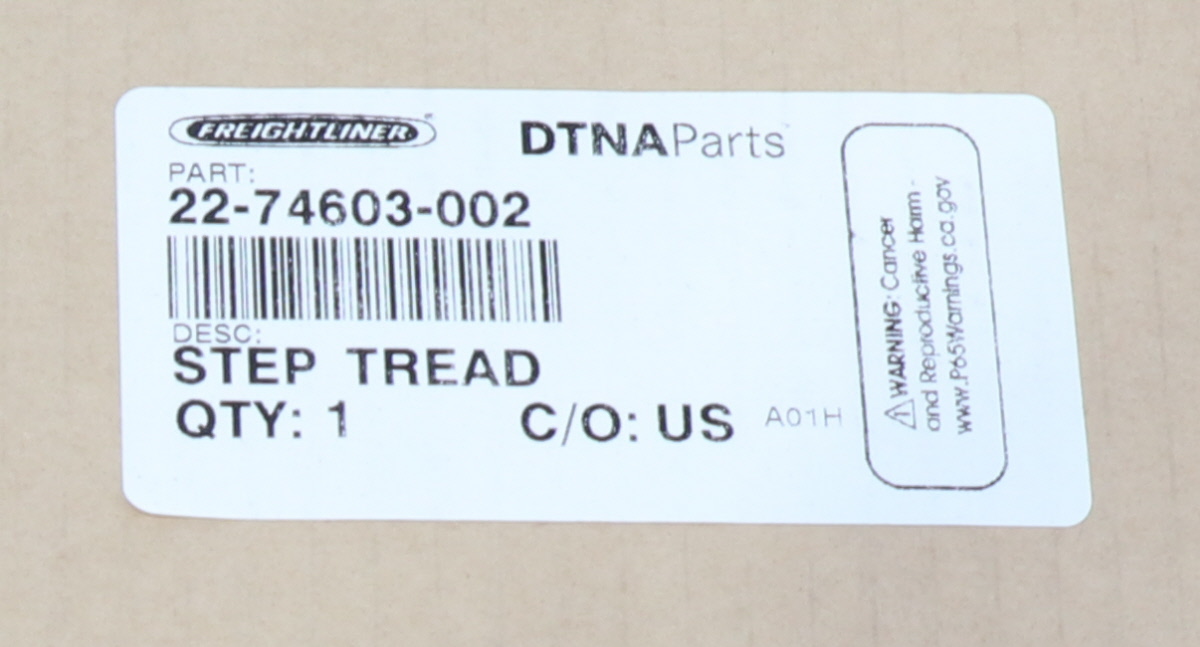 FREIGHTLINER
DTNAParts
PART:
22-74603-002
DESC:
STEP TREAD
QTY: 1
C/O: US
A01H
⚠WARNING: Cancer
and Reproductive Harm -
www.P65Warnings.ca.gov